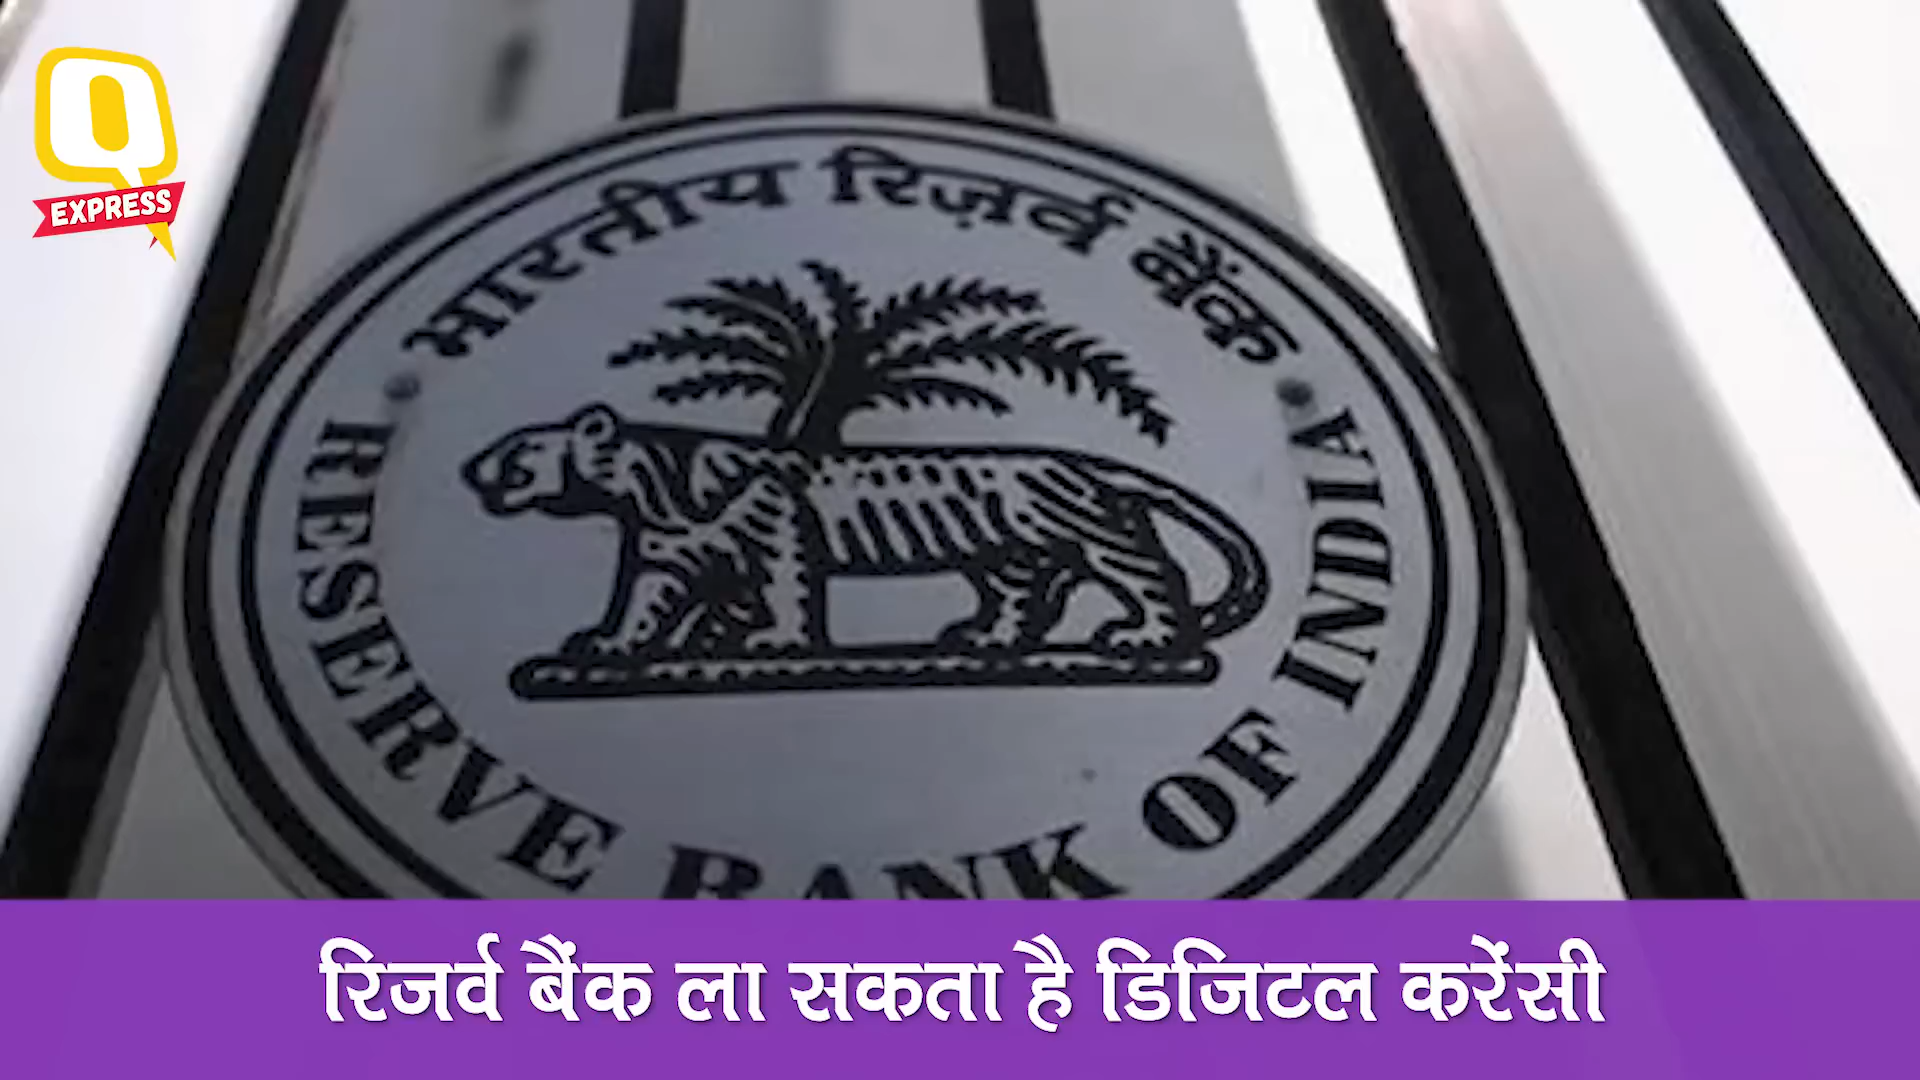 Q
EXPRESS
भारतीय रिज़र्व बैंक
RESERVE BANK OF INDIA
रिजर्व बैंक ला सकता है डिजिटल करेंसी